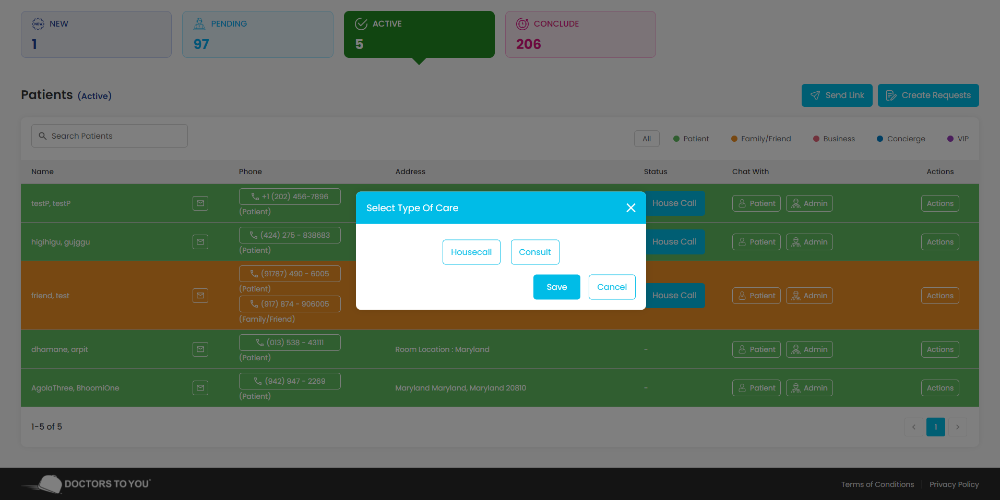 NEW
1
PENDING
97
ACTIVE
5
CONCLUDE
206
Patients (Active)
Send Link
Create Requests
Search Patients
All
Patient
Family/Friend
Business
Concierge
VIP
Name Phone Address Status Chat With Actions
testP, testP
+1 (202) 456-7896
(Patient)
House Call
Patient
Admin
Actions
higihigu, gujggu
(424) 275 - 838683
(Patient)
House Call
Patient
Admin
Actions
friend, test
(91787) 490 - 6005
(Patient)
(917) 874 - 906005
(Family/Friend)
House Call
Patient
Admin
Actions
dhamane, arpit
(013) 538 - 43111
(Patient)
Room Location : Maryland
-
Patient
Admin
Actions
AgolaThree, BhoomiOne
(942) 947 - 2269
(Patient)
Maryland Maryland, Maryland 20810
-
Patient
Admin
Actions
Select Type Of Care
Housecall
Consult
Save
Cancel
1-5 of 5
1
DOCTORS TO YOU
Terms of Conditions | Privacy Policy